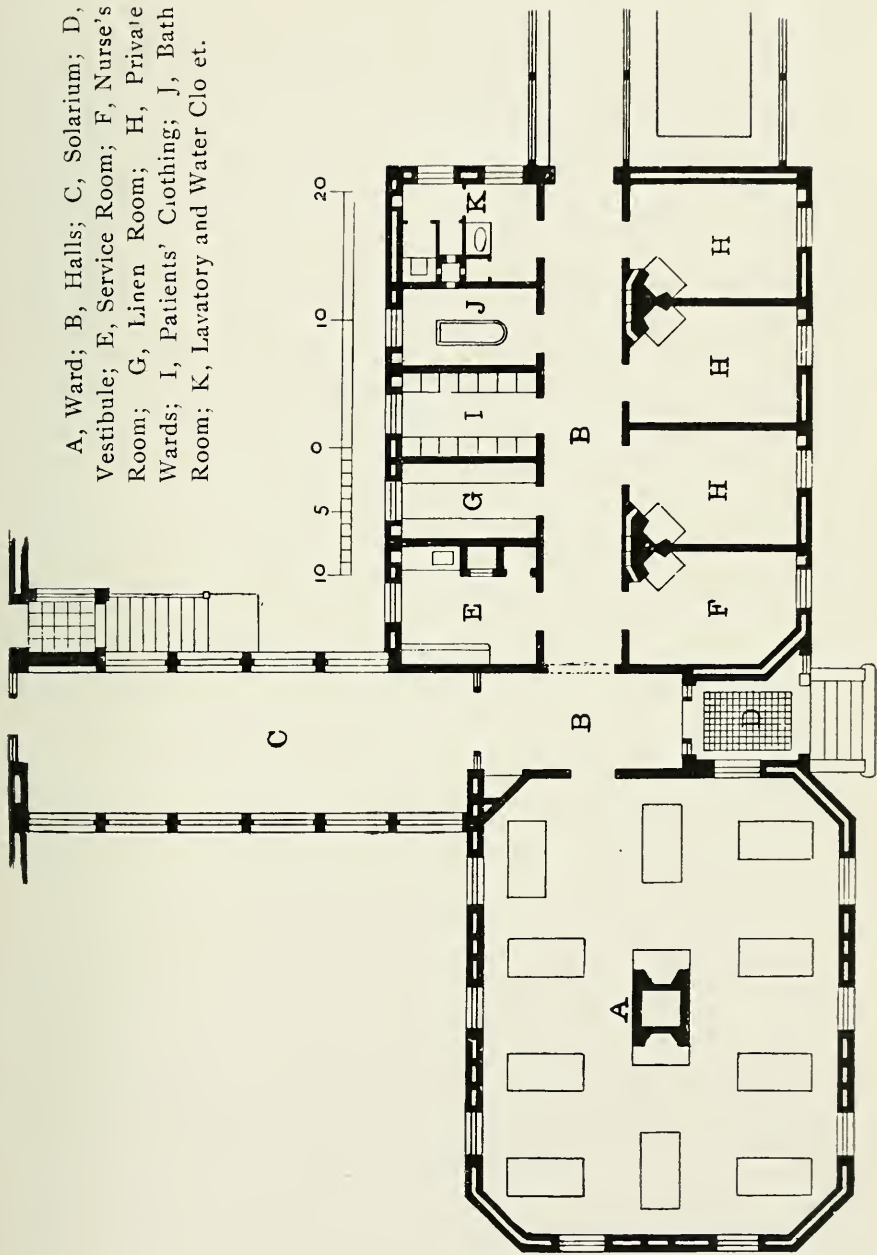 A, Ward; B, Halls; C, Solarium; D,
Vestibule; E, Service Room; F, Nurse's
Room; G, Linen Room; H, Private
Wards; I, Patients' Clothing; J, Bath
Room; K, Lavatory and Water Clo et.
10 5 0 10 20
K
J
I
G
E
B
H
H
H
F
C
B
D
A